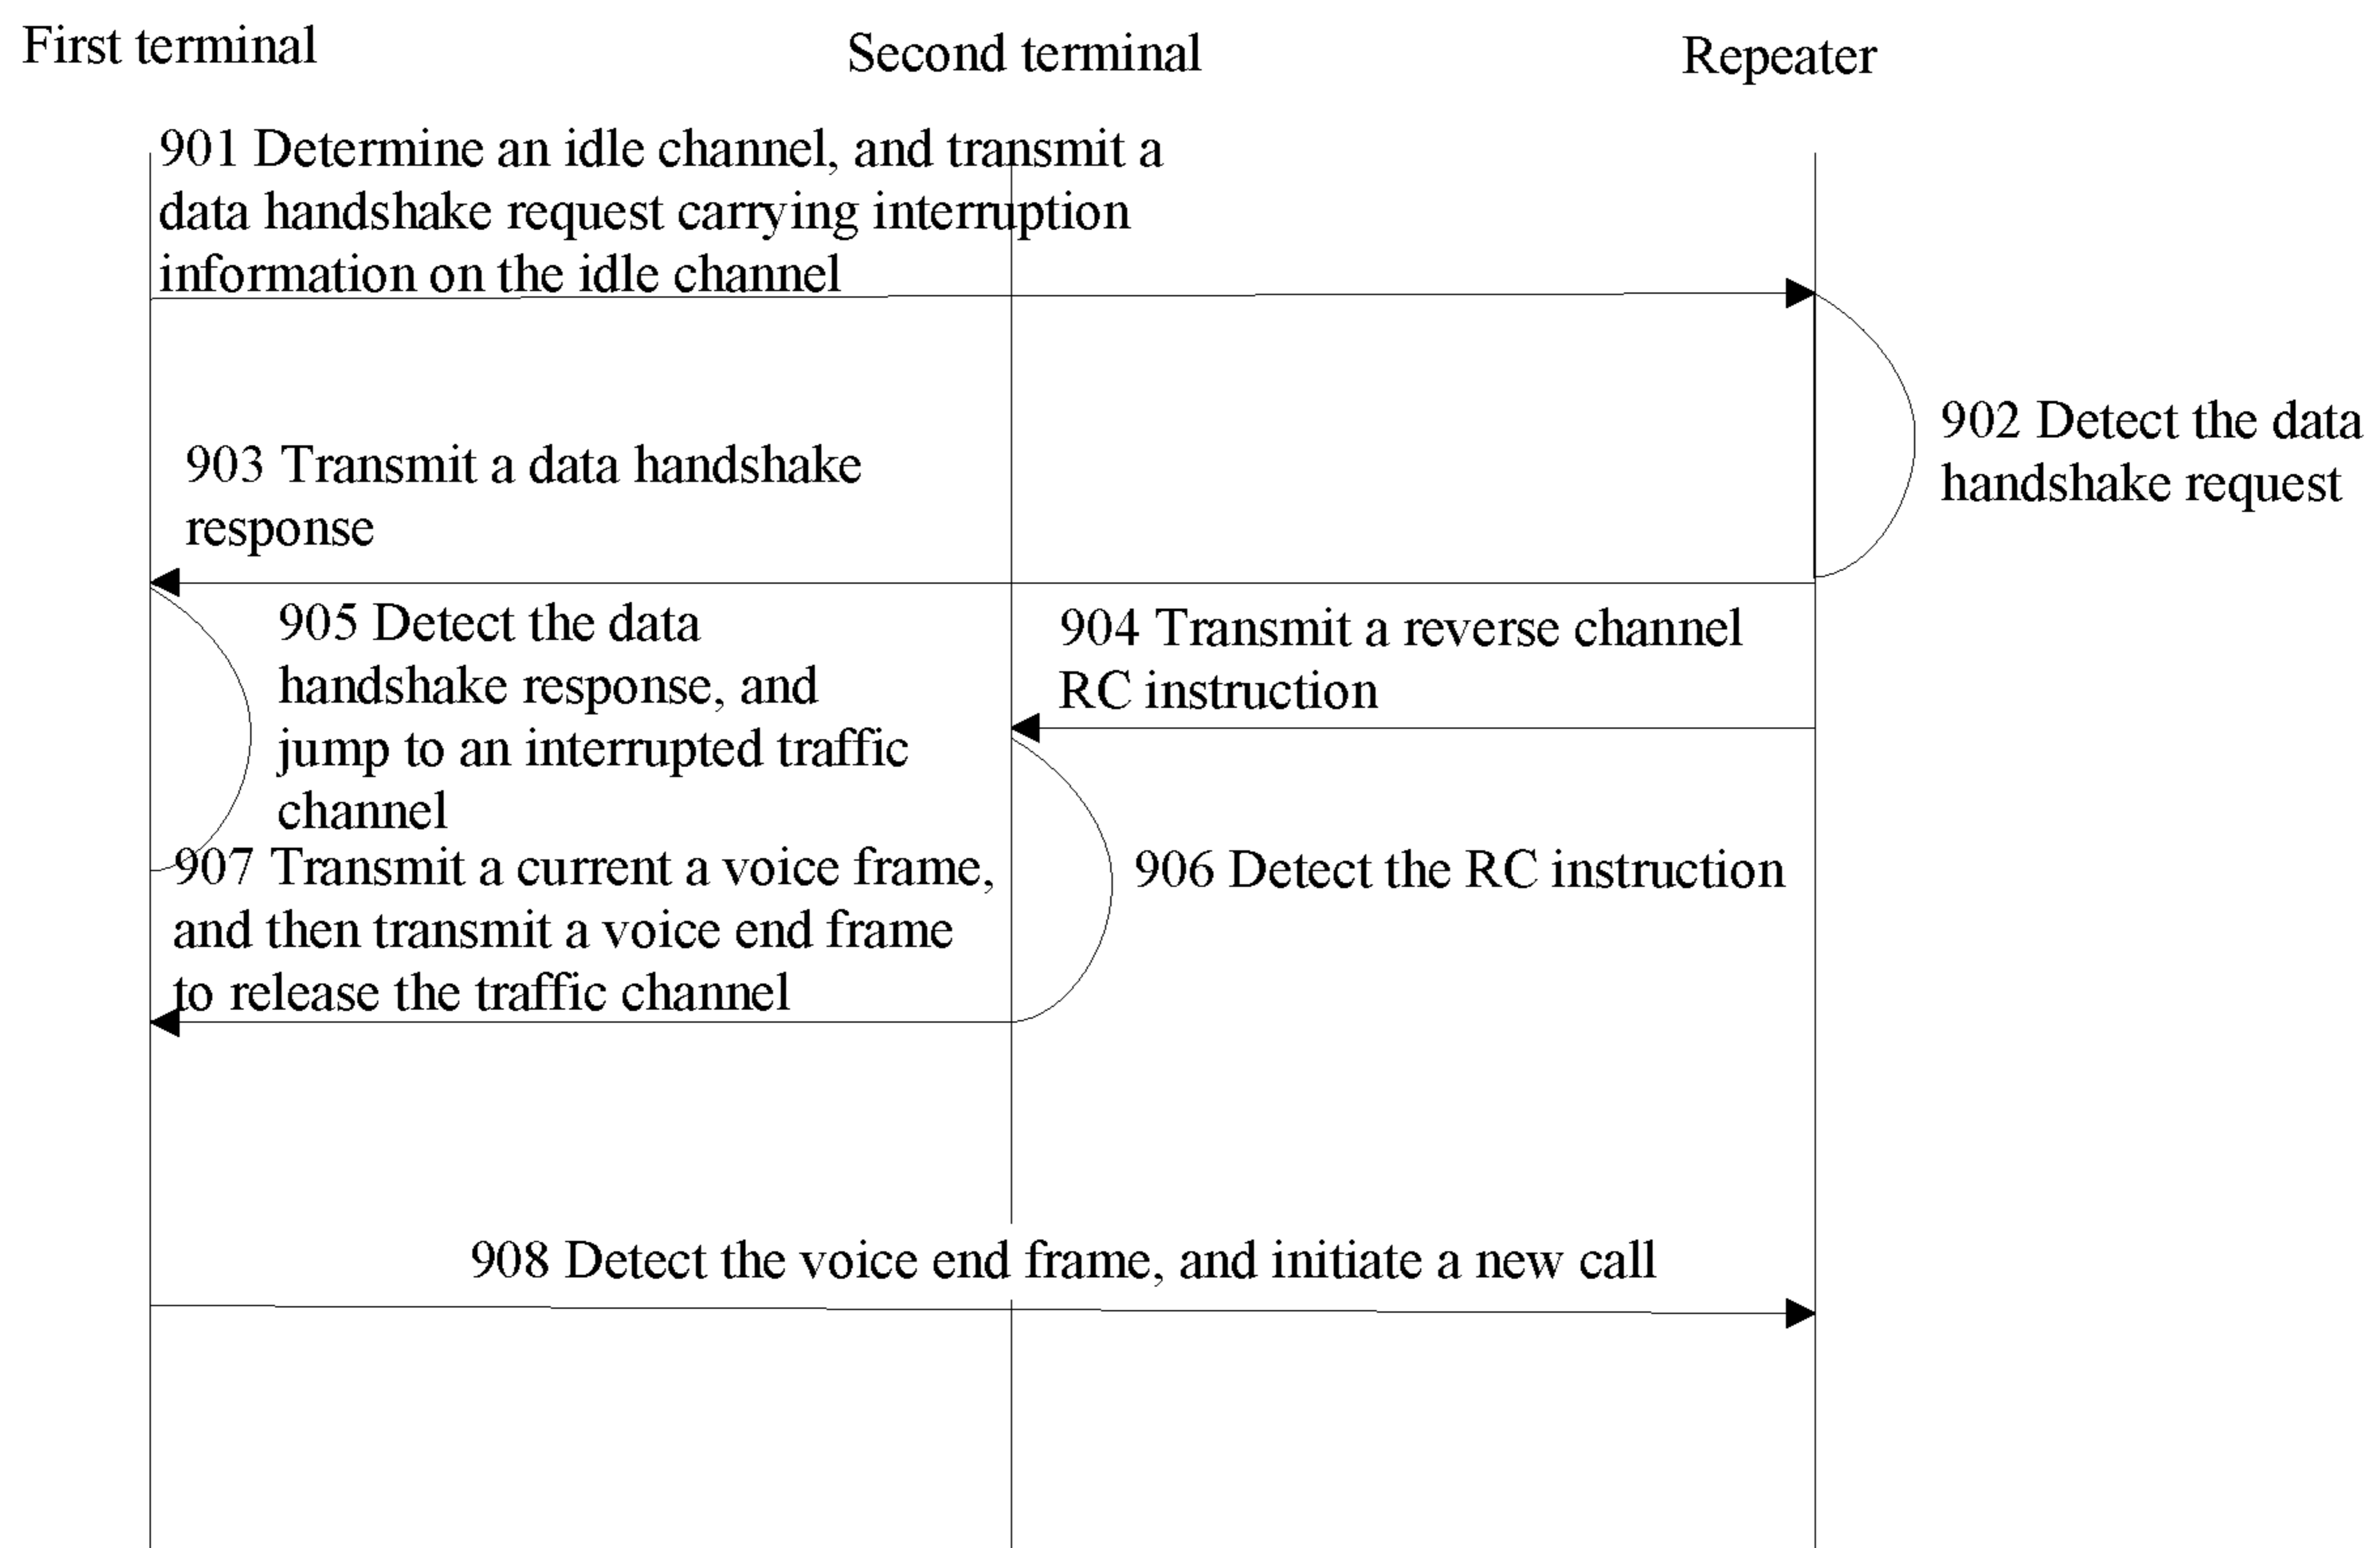 First terminal
Second terminal
Repeater
901 Determine an idle channel, and transmit a
data handshake request carrying interruption
information on the idle channel
902 Detect the data
handshake request
903 Transmit a data handshake
response
904 Transmit a reverse channel
RC instruction
905 Detect the data
handshake response, and
jump to an interrupted traffic
channel
906 Detect the RC instruction
907 Transmit a current a voice frame,
and then transmit a voice end frame
to release the traffic channel
908 Detect the voice end frame, and initiate a new call